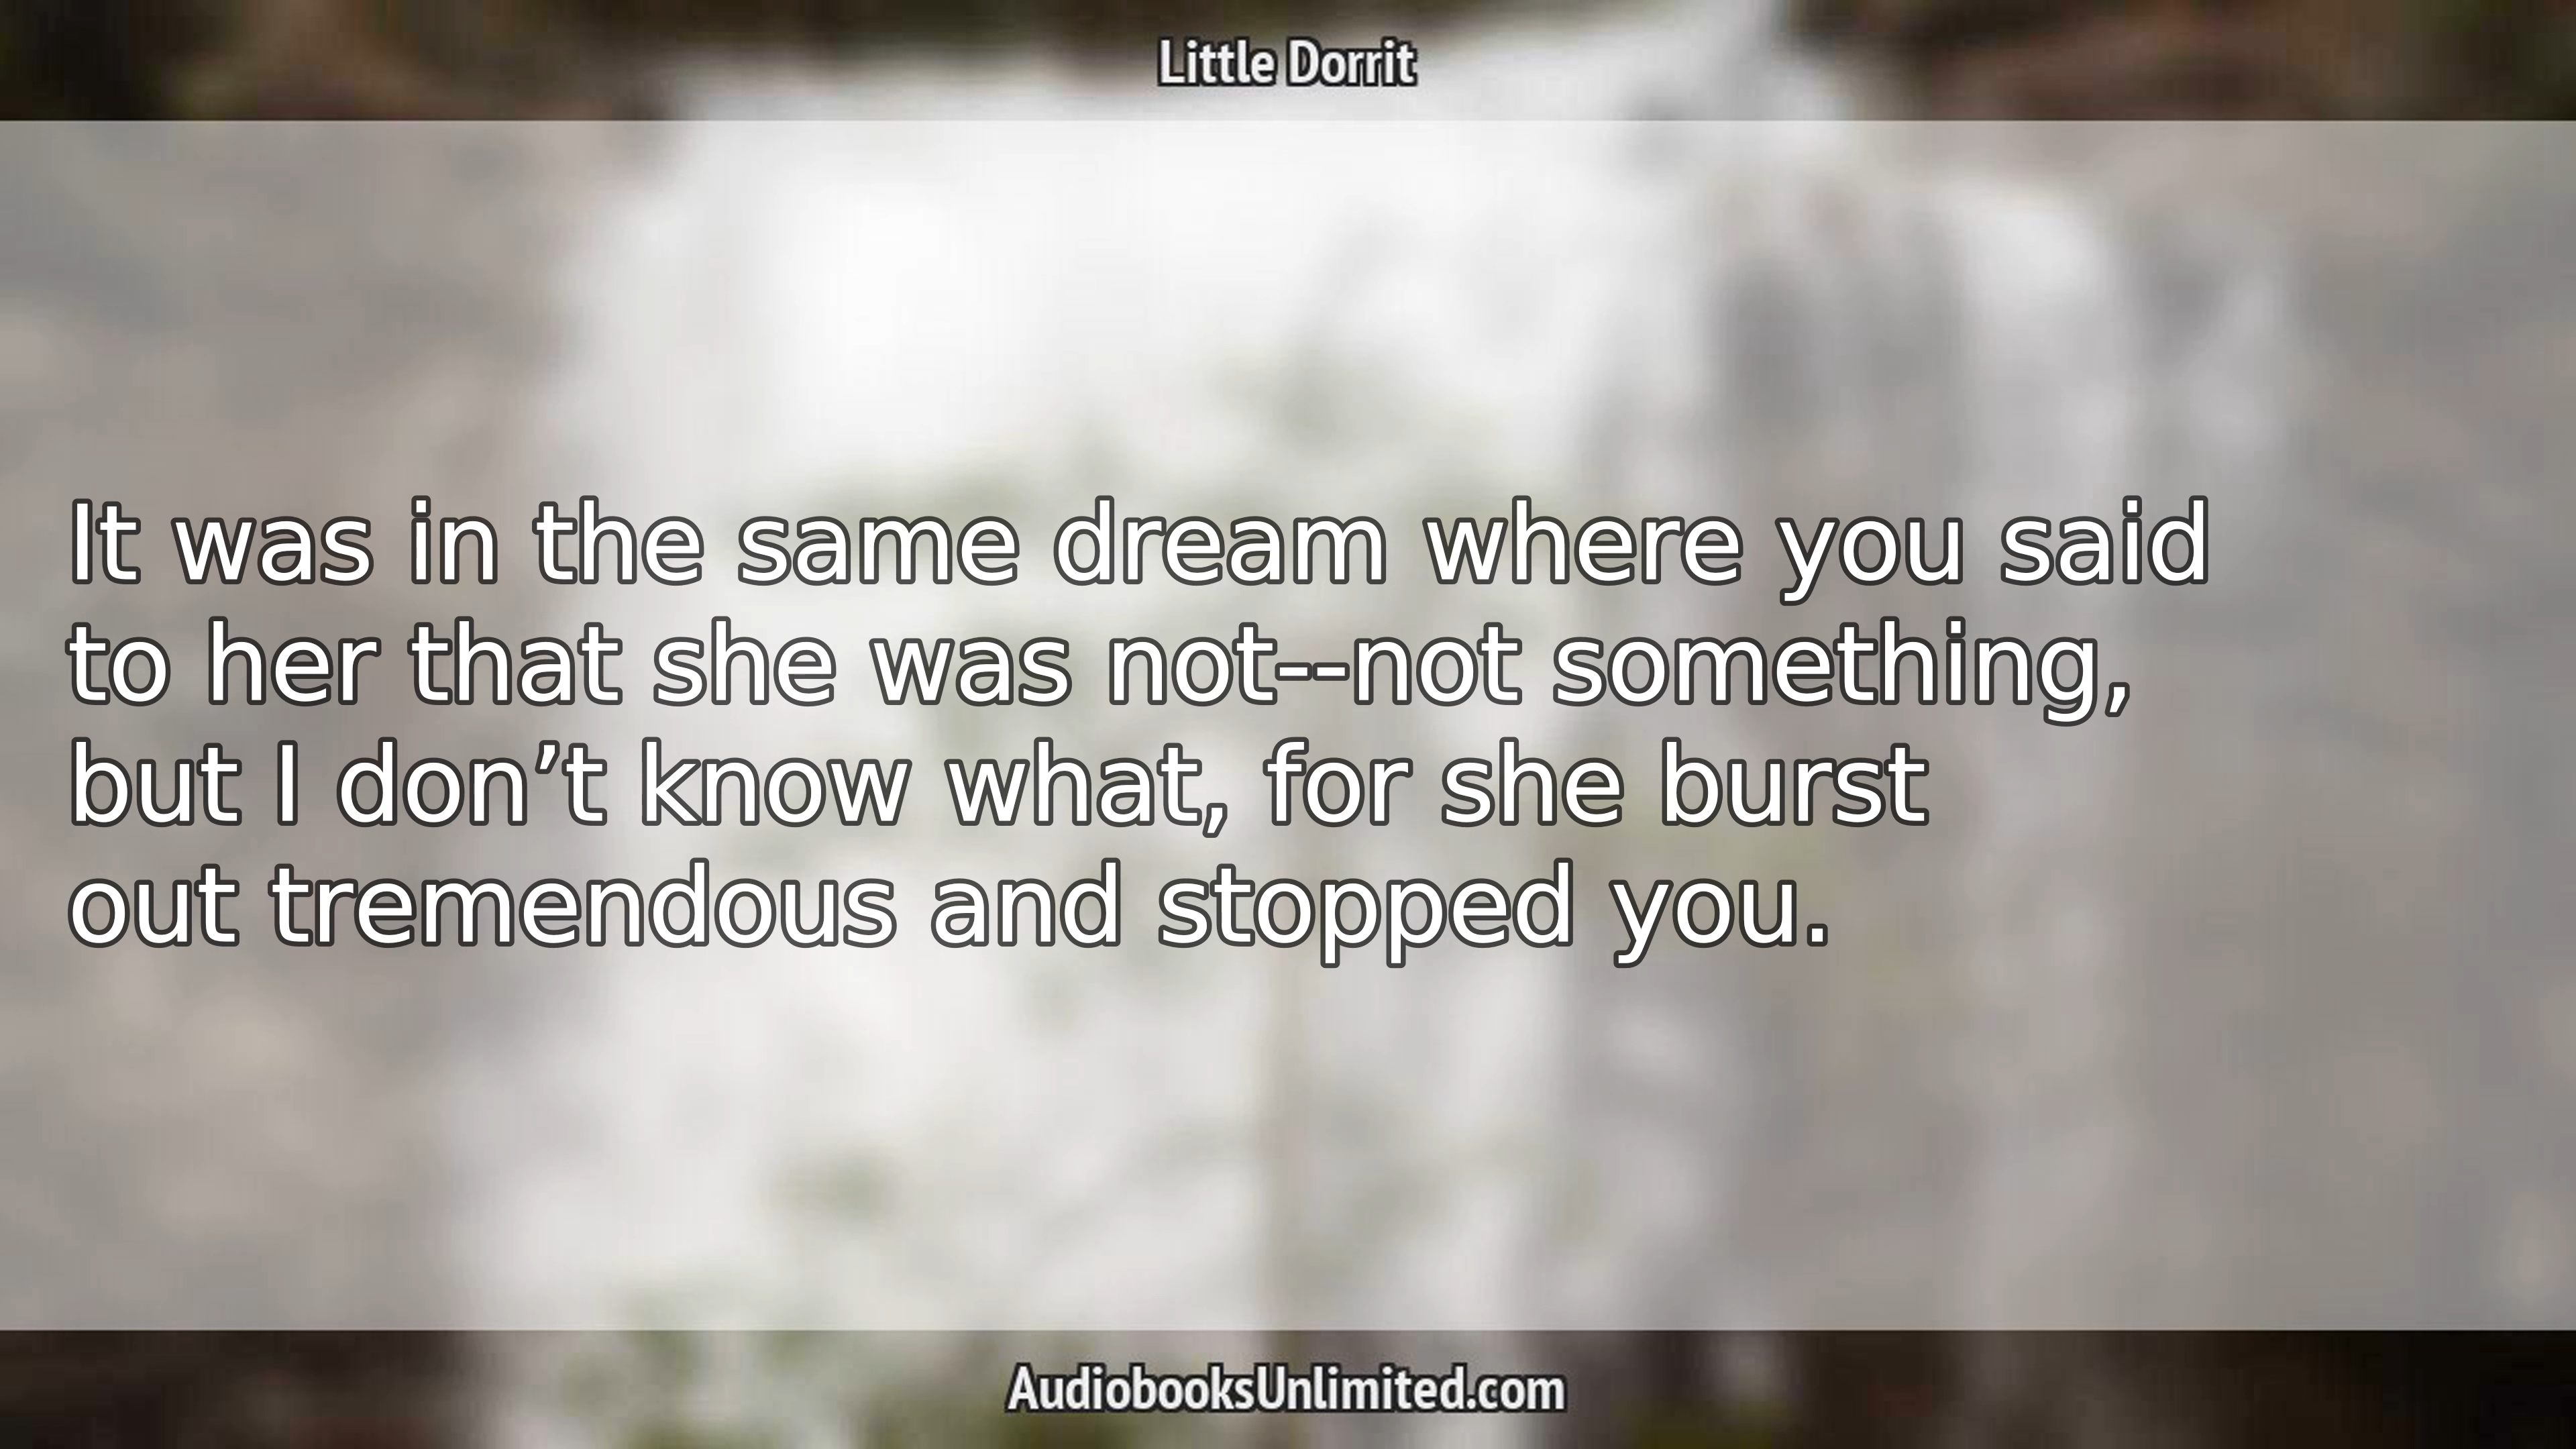 Little Dorrit
It was in the same dream where you said
to her that she was not--not something,
but I don’t know what, for she burst
out tremendous and stopped you.
AudiobooksUnlimited.com